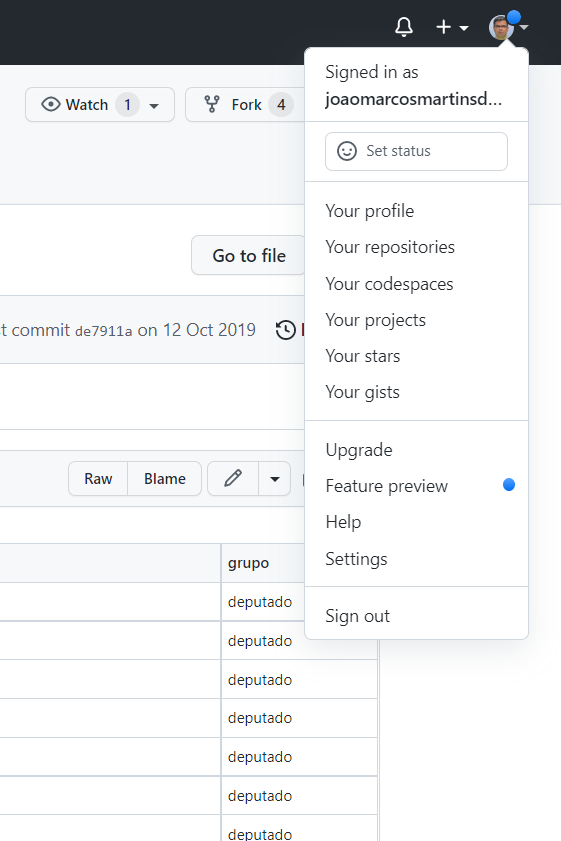 Signed in as
joaomarcosmartinsd...
Watch 1
Fork 4
Set status
Your profile
Your repositories
Go to file
Your codespaces
Your projects
commit de7911a on 12 Oct 2019
Your stars
Your gists
Upgrade
Raw
Blame
Feature preview
Help
Settings
grupo
deputado
Sign out
deputado
deputado
deputado
deputado
deputado
deputado